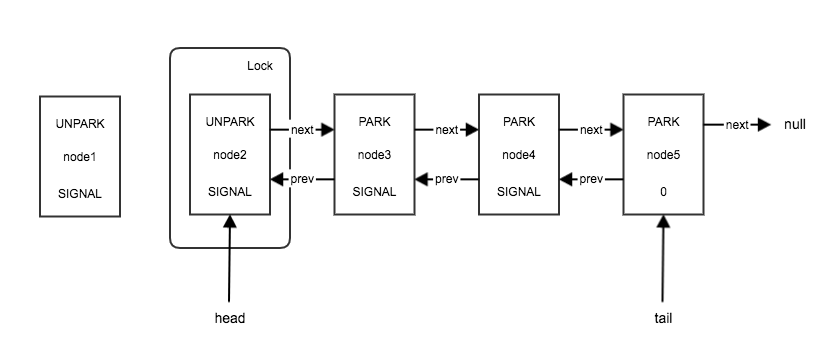 Lock
UNPARK
node1
SIGNAL
UNPARK
node2
SIGNAL
next
prev
PARK
node3
SIGNAL
next
prev
PARK
node4
SIGNAL
next
prev
PARK
node5
0
next
null
head
tail